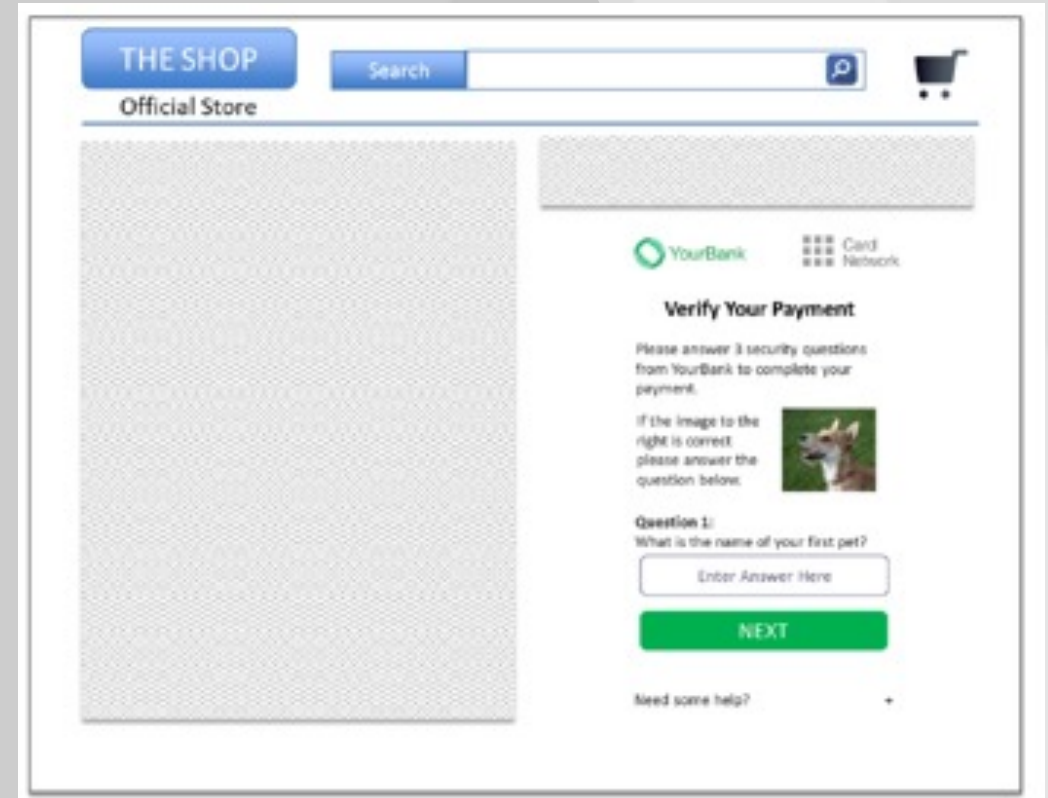 THE SHOP
Official Store
Search
YourBank
Card
Network
Verify Your Payment
Please answer 3 security questions
from YourBank to complete your
payment.
If the image to the
right is correct
please answer the
question below.
Question 1:
What is the name of your first pet?
Enter Answer Here
NEXT
Need some help?
+